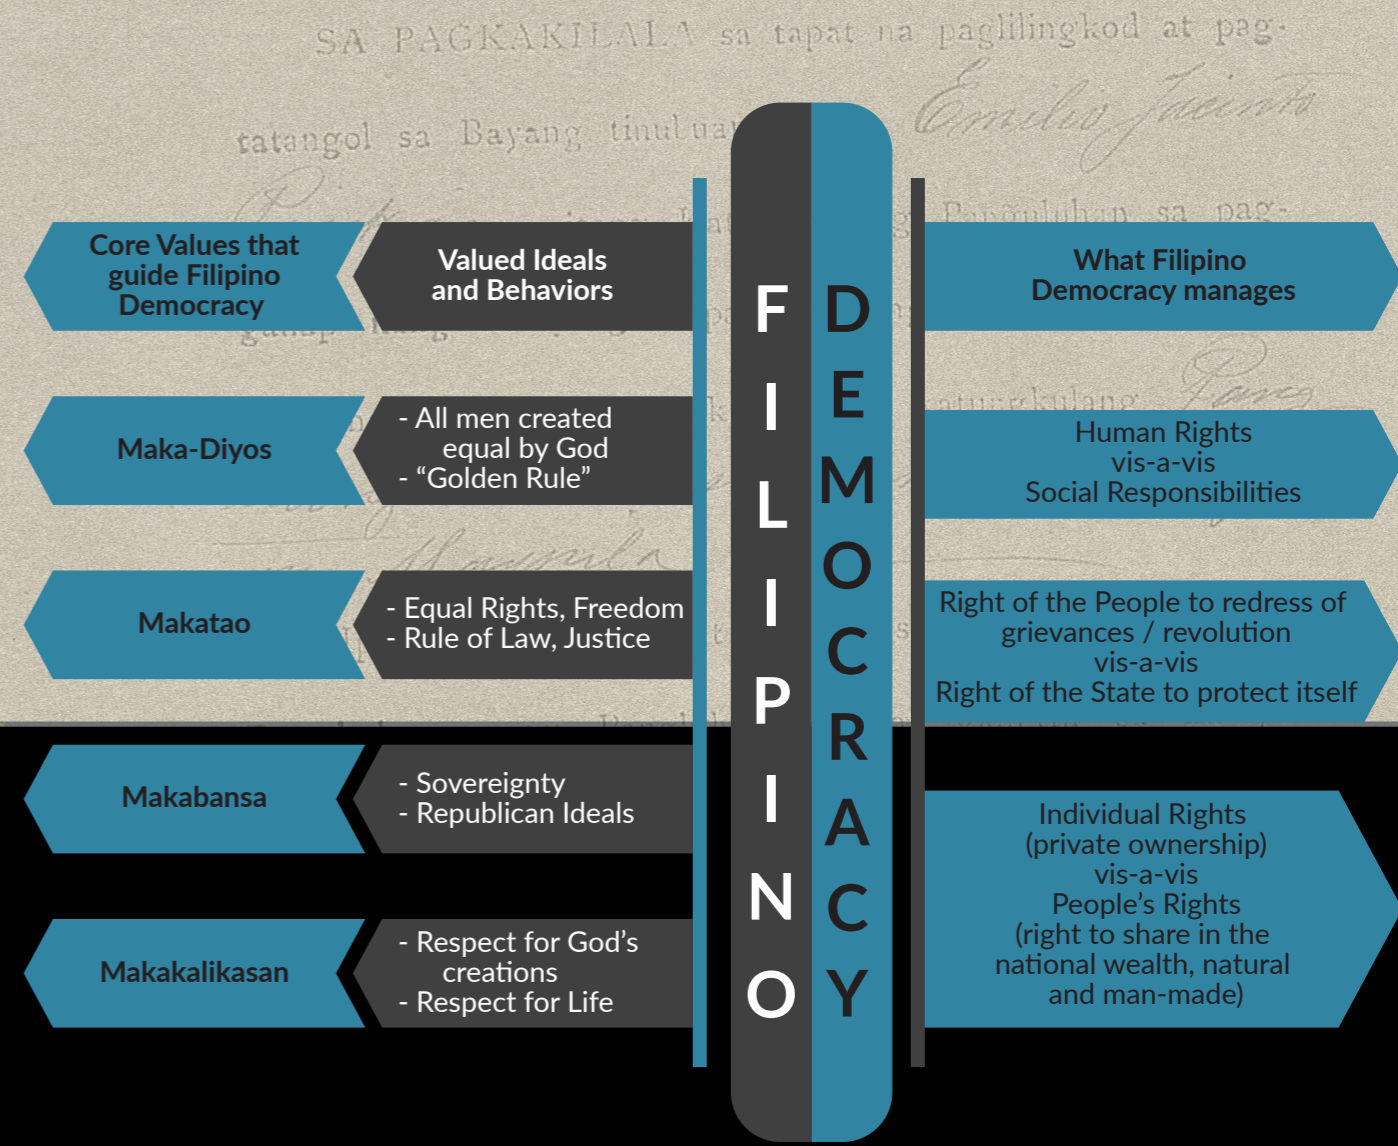 SA PAGKAKILALA sa tapat na paglilingkod at pag-
Emilio Jacinto
tatangol sa Bayang
Panguluhan sa pag-
Core Values that
guide Filipino
Democracy
Valued Ideals
and Behaviors
Maka-Diyos
- All men created
equal by God
- “Golden Rule”
Makatao
- Equal Rights, Freedom
- Rule of Law, Justice
Makabansa
- Sovereignty
- Republican Ideals
Makakalikasan
- Respect for God’s
creations
- Respect for Life
FILIPINO
DEMOCRACY
What Filipino
Democracy manages
Human Rights
vis-a-vis
Social Responsibilities
Right of the People to redress of
grievances / revolution
vis-a-vis
Right of the State to protect itself
Individual Rights
(private ownership)
vis-a-vis
People’s Rights
(right to share in the
national wealth, natural
and man-made)